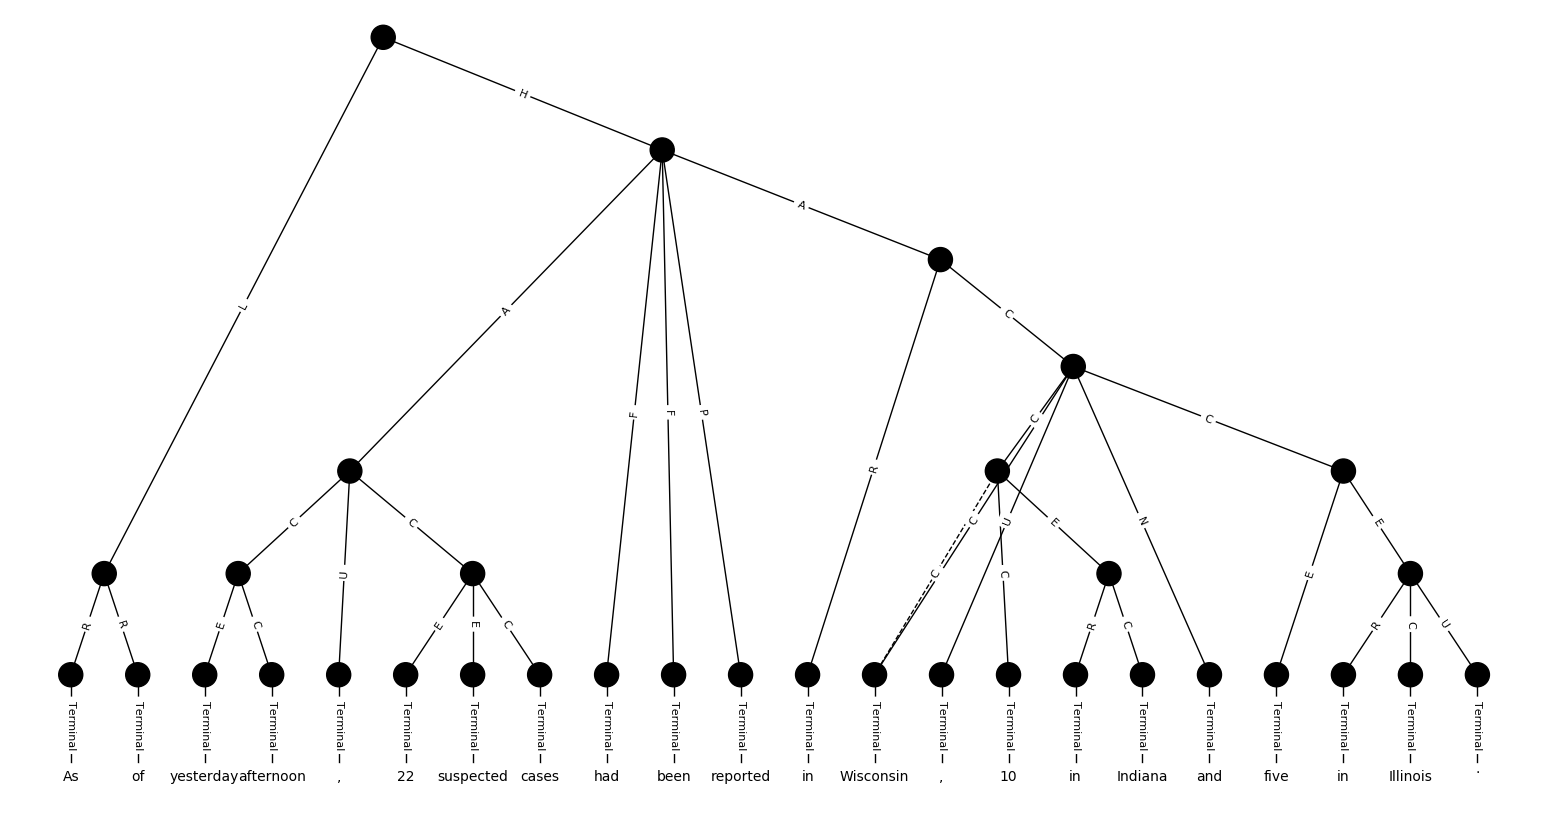 H
A
L
A
C
F
F
P
C
C
R
C
C
C
U
N
C
U
E
E
C
C
E
R
R
E
C
E
E
C
R
C
R
C
U
Terminal Terminal Terminal Terminal Terminal Terminal Terminal Terminal Terminal Terminal Terminal Terminal Terminal Terminal Terminal Terminal Terminal Terminal Terminal Terminal Terminal Terminal
As of yesterday afternoon , 22 suspected cases had been reported in Wisconsin , 10 in Indiana and five in Illinois .